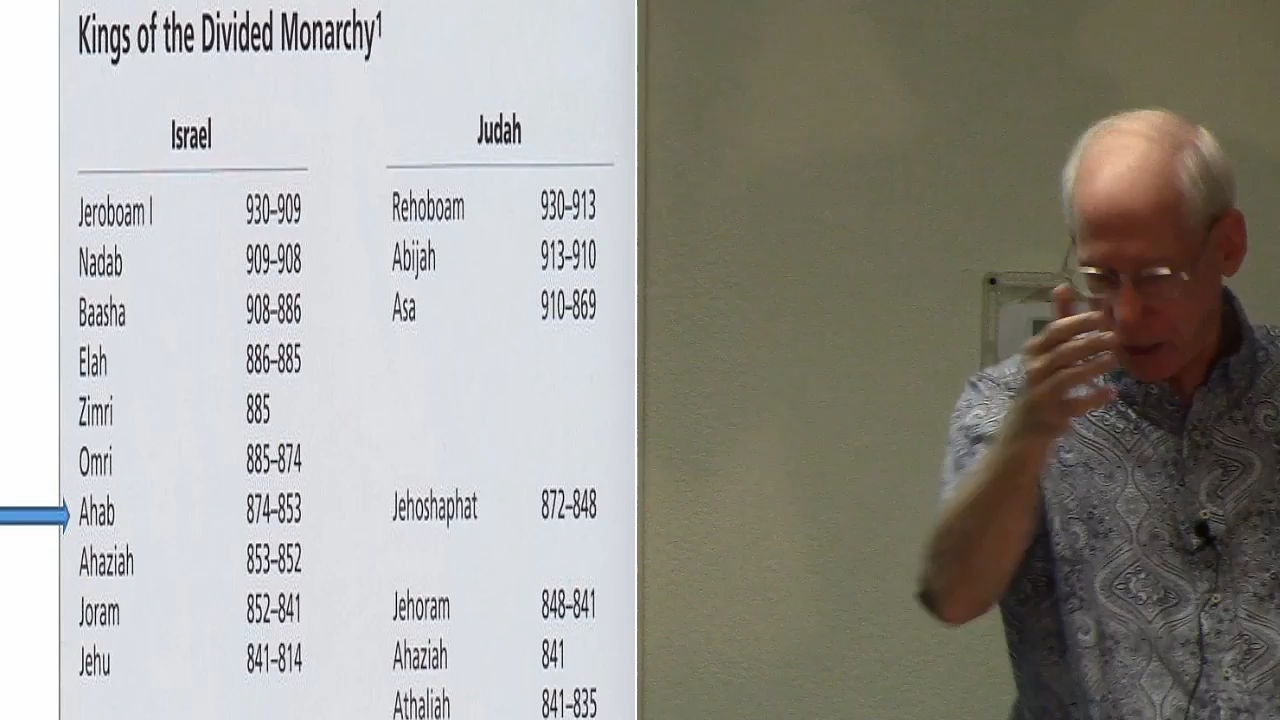 Kings of the Divided Monarchy1
Israel Judah
Jeroboam I 930–909 Rehoboam 930–913
Nadab 909–908 Abijah 913–910
Baasha 908–886 Asa 910–869
Elah 886–885
Zimri 885
Omri 885–874
Ahab 874–853 Jehoshaphat 872–848
Ahaziah 853–852
Joram 852–841 Jehoram 848–841
Jehu 841–814 Ahaziah 841
Athaliah 841–835